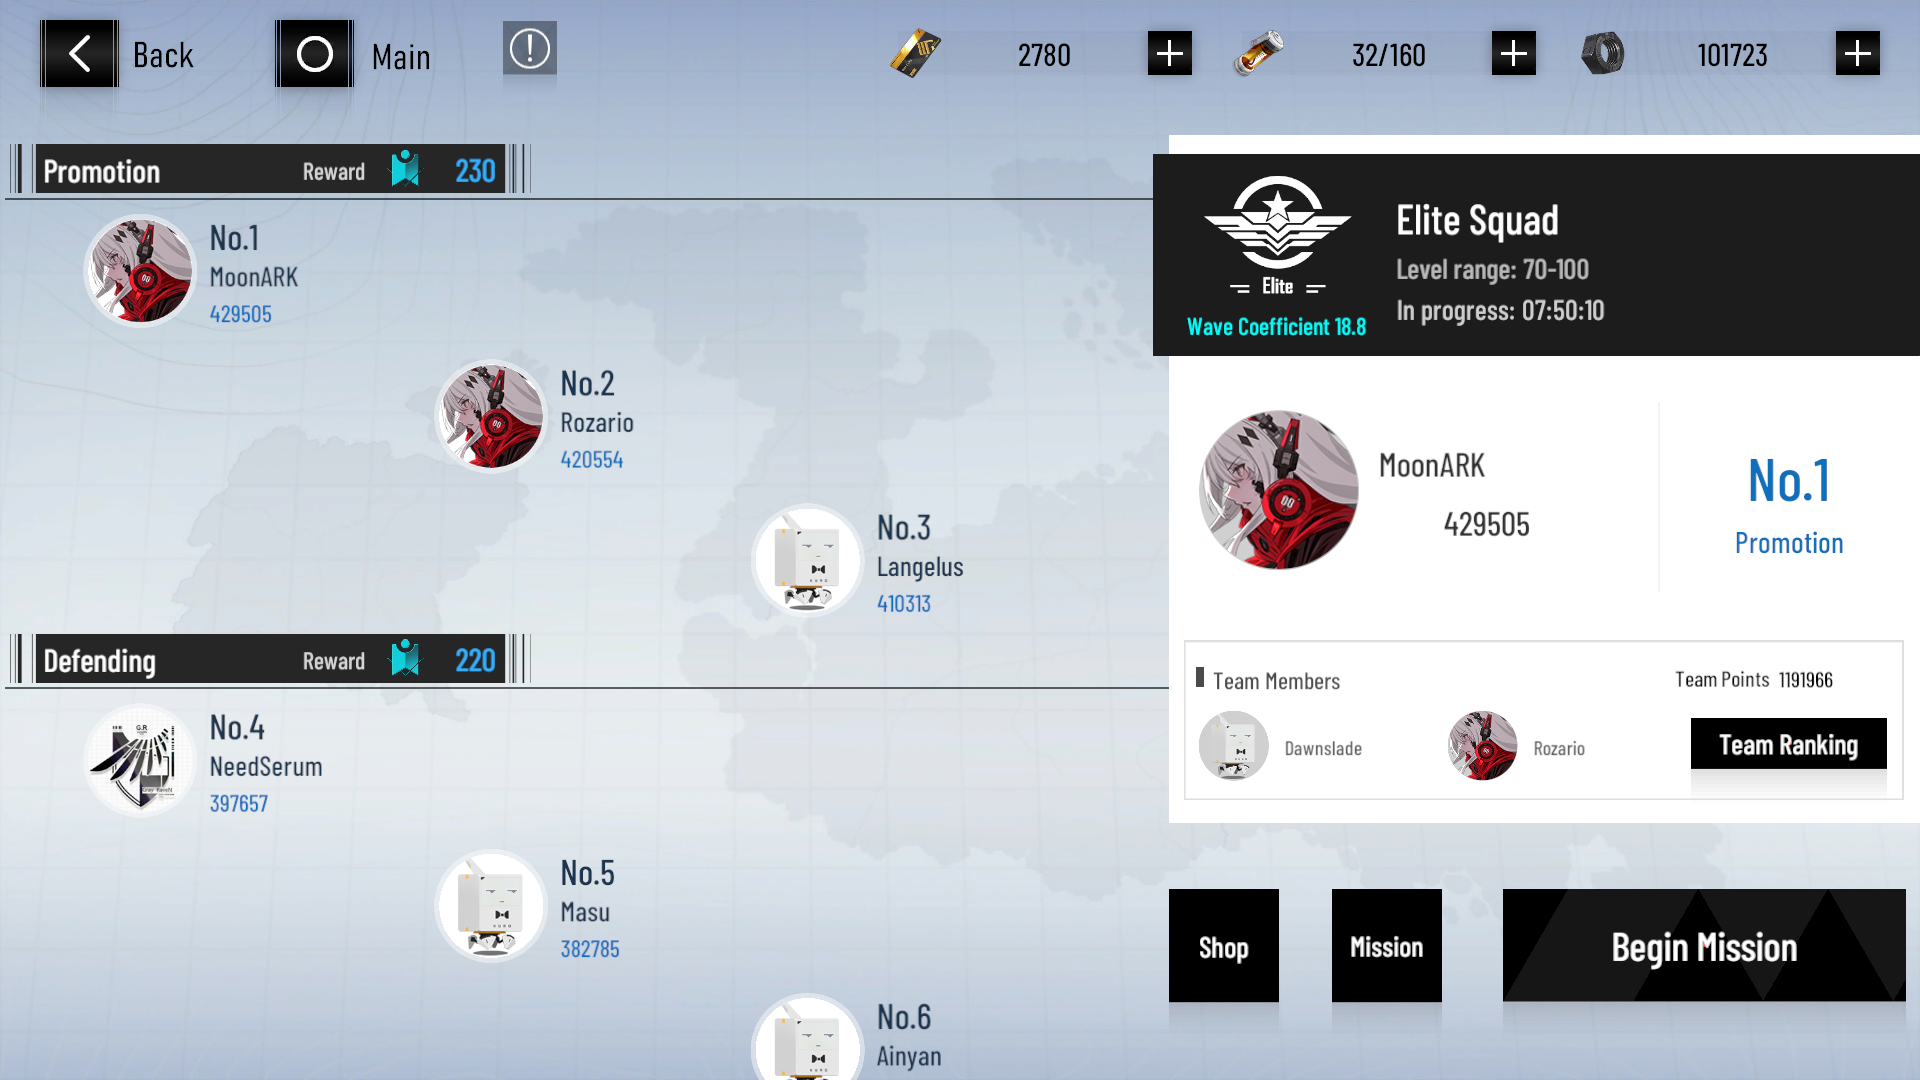 Back
Main
2780
32/160
101723
Promotion
Reward
230
No.1
MoonARK
429505
No.2
Rozario
420554
No.3
Langelus
410313
Defending
Reward
220
No.4
NeedSerum
397657
No.5
Masu
382785
No.6
Ainyan
Elite
Wave Coefficient 18.8
Elite Squad
Level range: 70-100
In progress: 07:50:10
MoonARK
429505
No.1
Promotion
Team Members
Team Points 1191966
Dawnslade
Rozario
Team Ranking
Shop
Mission
Begin Mission